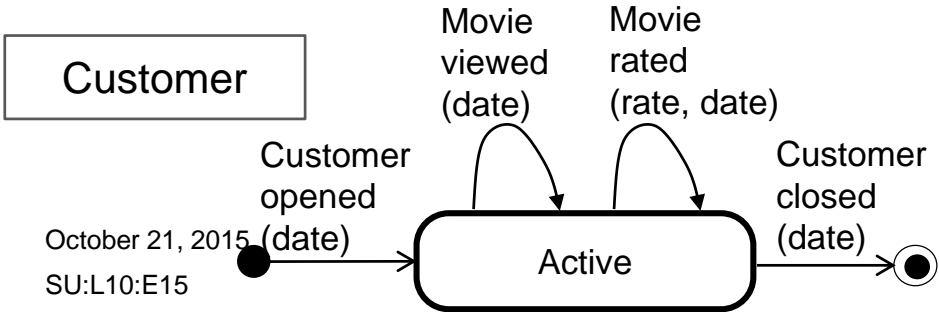 Customer
Movie
viewed
(date)
Movie
rated
(rate, date)
Customer
opened
(date)
Customer
closed
(date)
October 21, 2015
SU:L10:E15
Active